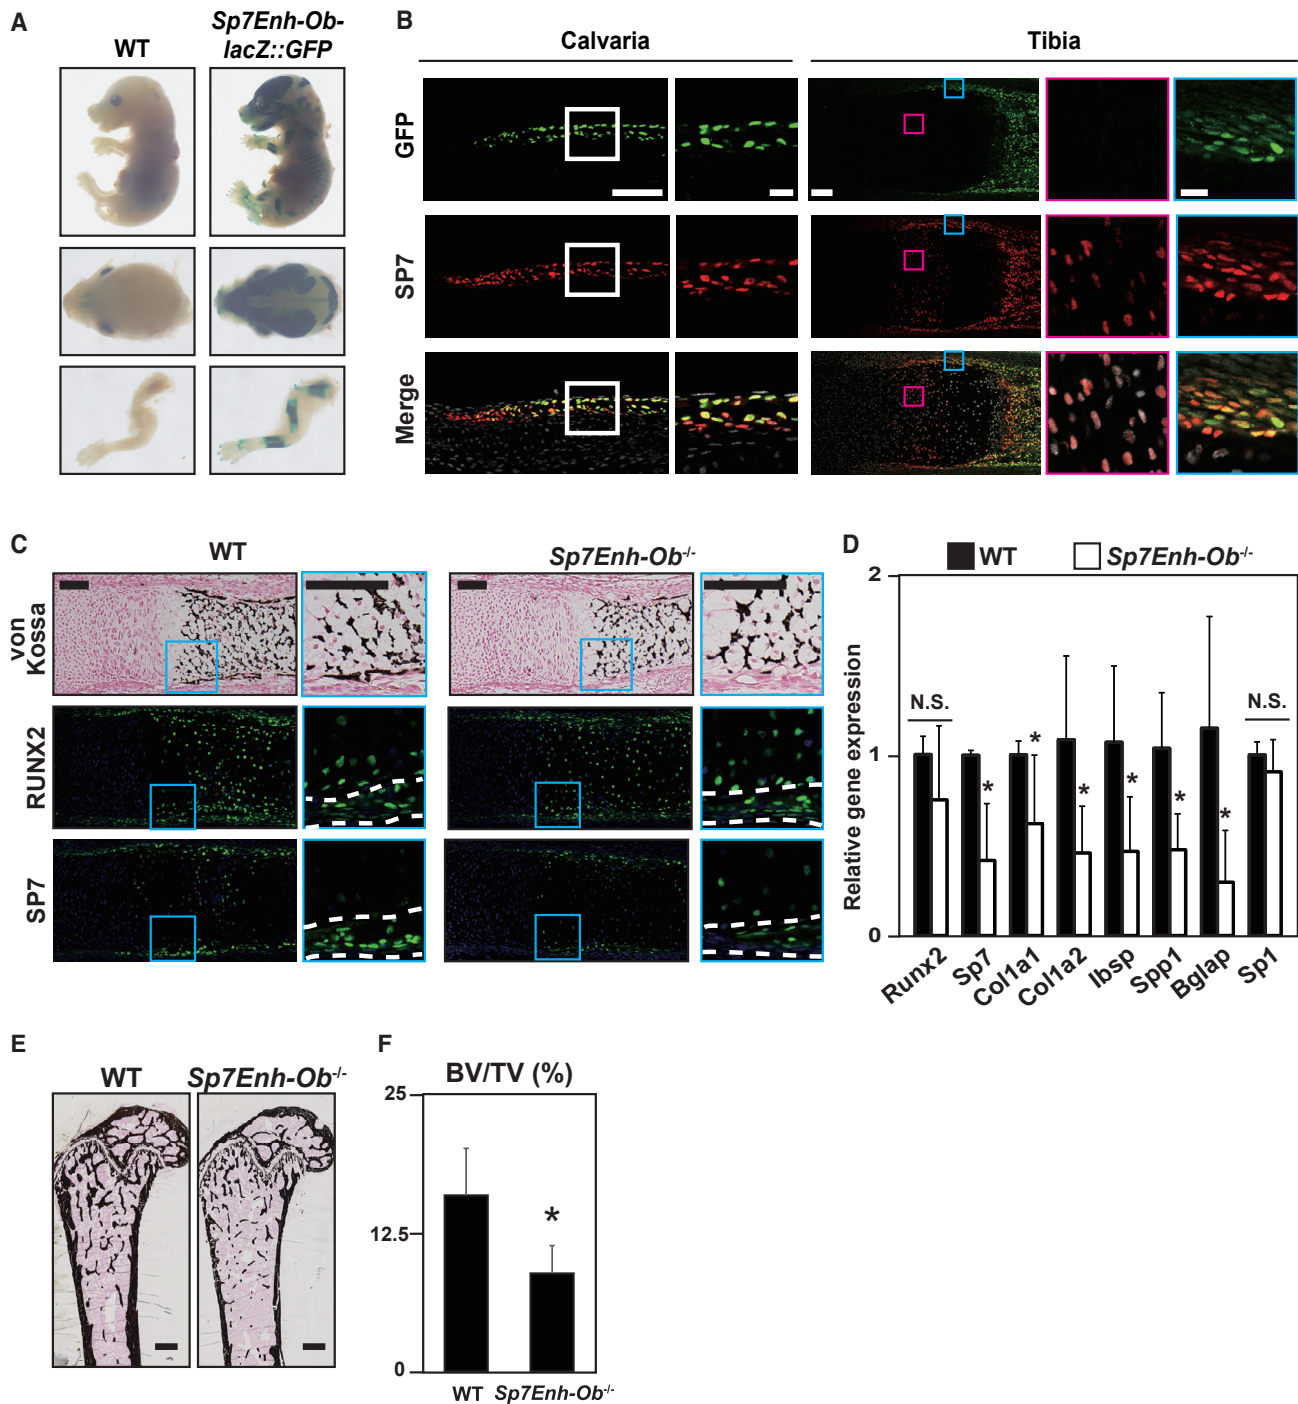 A
WT
Sp7Enh-Ob-
lacZ::GFP
B
Calvaria
Tibia
GFP
SP7
Merge
C
WT
Sp7Enh-Ob-/-
von
Kossa
RUNX2
SP7
D
WT
Sp7Enh-Ob-/-
Relative gene expression
2
1
0
N.S.
*
*
*
*
*
*
N.S.
Runx2
Sp7
Col1a1
Col1a2
Ibsp
Spp1
Bglap
Sp1
E
WT
Sp7Enh-Ob-/-
F
BV/TV (%)
25
12.5
0
*
WT
Sp7Enh-Ob-/-